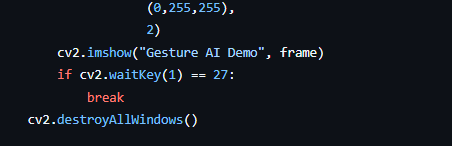 (0,255,255),
2)
cv2.imshow("Gesture AI Demo", frame)
if cv2.waitKey(1) == 27:
break
cv2.destroyAllWindows()